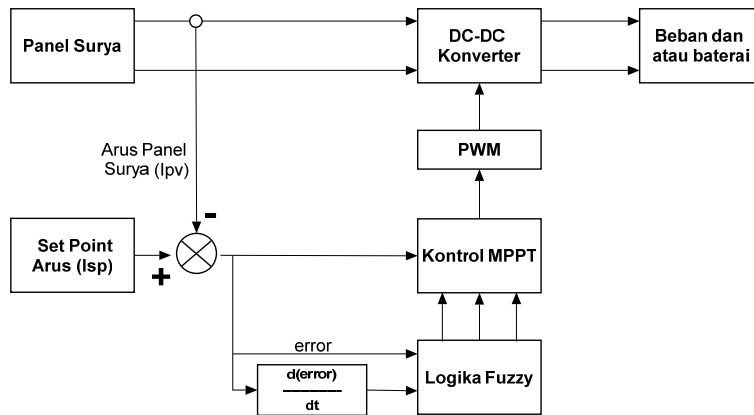 Panel Surya
DC-DC
Konverter
Beban dan
atau baterai
Arus Panel
Surya (Ipv)
PWM
-
Set Point
Arus (Isp)
+
Kontrol MPPT
error
d(error)
-------------
dt
Logika Fuzzy